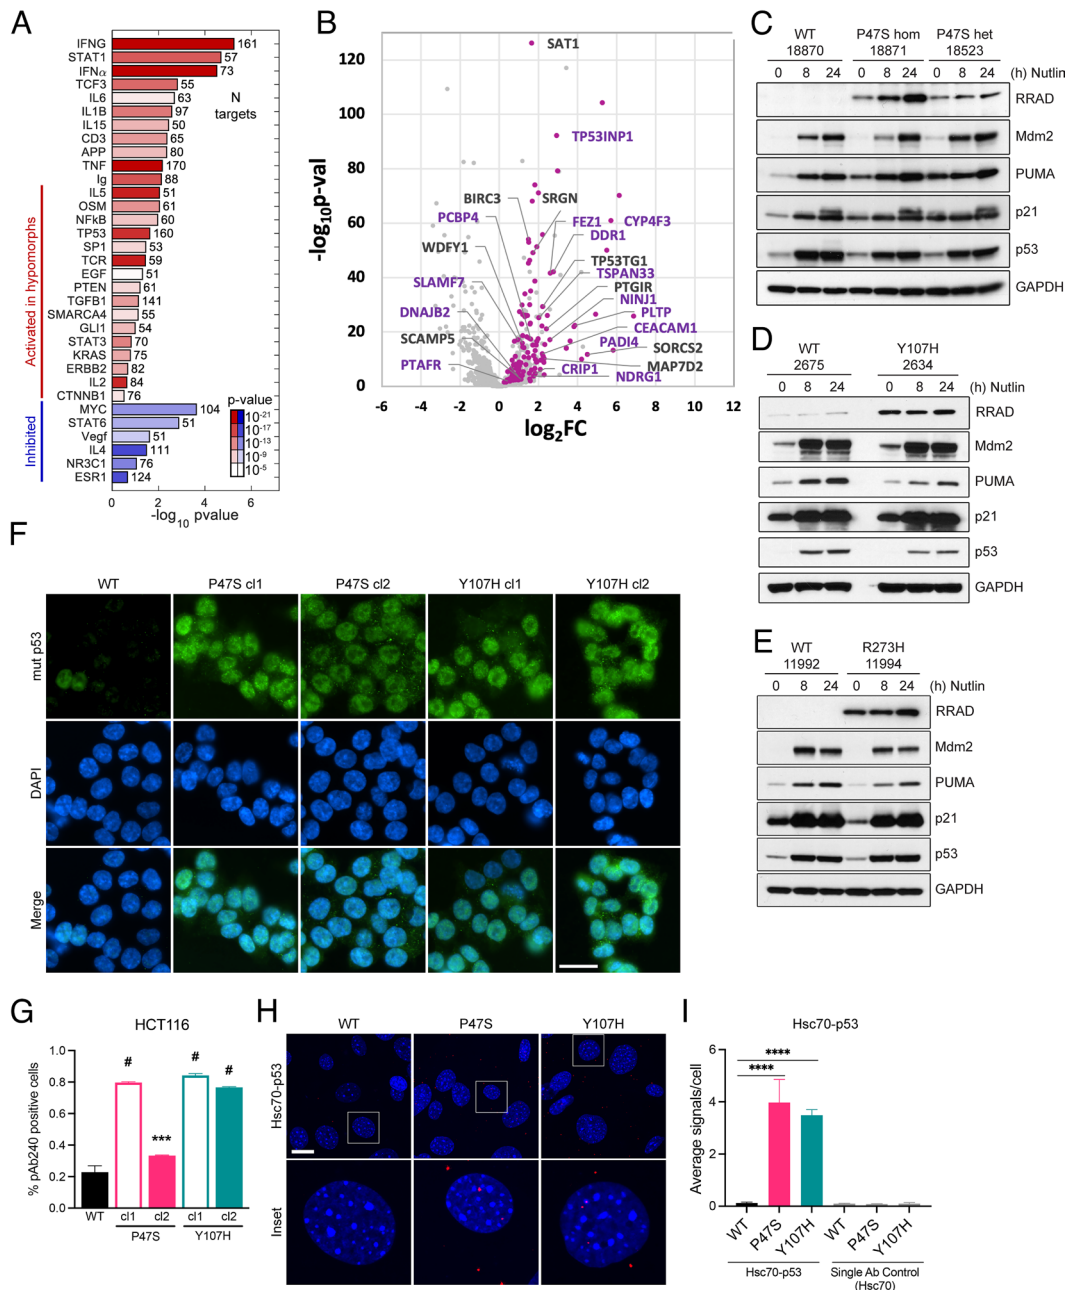 A
IFNG 161
STAT1 57
IFNα 73
TCF3 55
IL6 63
IL1B 97
IL15 50
CD3 65
APP 80
TNF 170
Ig 88
IL5 51
OSM 61
NFkB 60
TP53 160
SP1 53
TCR 59
EGF 51
PTEN 61
TGFB1 141
SMARCA4 55
GLI1 54
STAT3 70
KRAS 75
ERBB2 82
IL2 84
CTNNB1 76
MYC 104
STAT6 51
Vegf 51
IL4 111
NR3C1 76
ESR1 124
N
targets
Activated in hypomorphs
Inhibited
p-value
10-21
10-17
10-13
10-9
10-5
0 2 4 6
-log10 pvalue
B
120
100
80
60
40
20
0
-log10p-val
SAT1
TP53INP1
BIRC3
SRGN
PCBP4
FEZ1
CYP4F3
WDFY1
DDR1
TP53TG1
SLAMF7
TSPAN33
PTGIR
NINJ1
DNAJB2
PLTP
CEACAM1
SCAMP5
PADI4
SORCS2
PTAFR
CRIP1
MAP7D2
NDRG1
-6 -4 -2 0 2 4 6 8 10 12
log2FC
C
WT P47S hom P47S het
18870 18871 18523
0 8 24 0 8 24 0 8 24 (h) Nutlin
RRAD
Mdm2
PUMA
p21
p53
GAPDH
D
WT Y107H
2675 2634
0 8 24 0 8 24 (h) Nutlin
RRAD
Mdm2
PUMA
p21
p53
GAPDH
E
WT R273H
11992 11994
0 8 24 0 8 24 (h) Nutlin
RRAD
Mdm2
PUMA
p21
p53
GAPDH
F
WT P47S cl1 P47S cl2 Y107H cl1 Y107H cl2
mut p53
DAPI
Merge
G
HCT116
% pAb240 positive cells
1.0
0.8
0.6
0.4
0.2
0.0
# *** # #
WT cl1 cl2 cl1 cl2
P47S Y107H
H
WT P47S Y107H
Hsc70-p53
Inset
I
Hsc70-p53
Average signals/cell
6
4
2
0
****
****
WT P47S Y107H WT P47S Y107H
Hsc70-p53 Single Ab Control
(Hsc70)